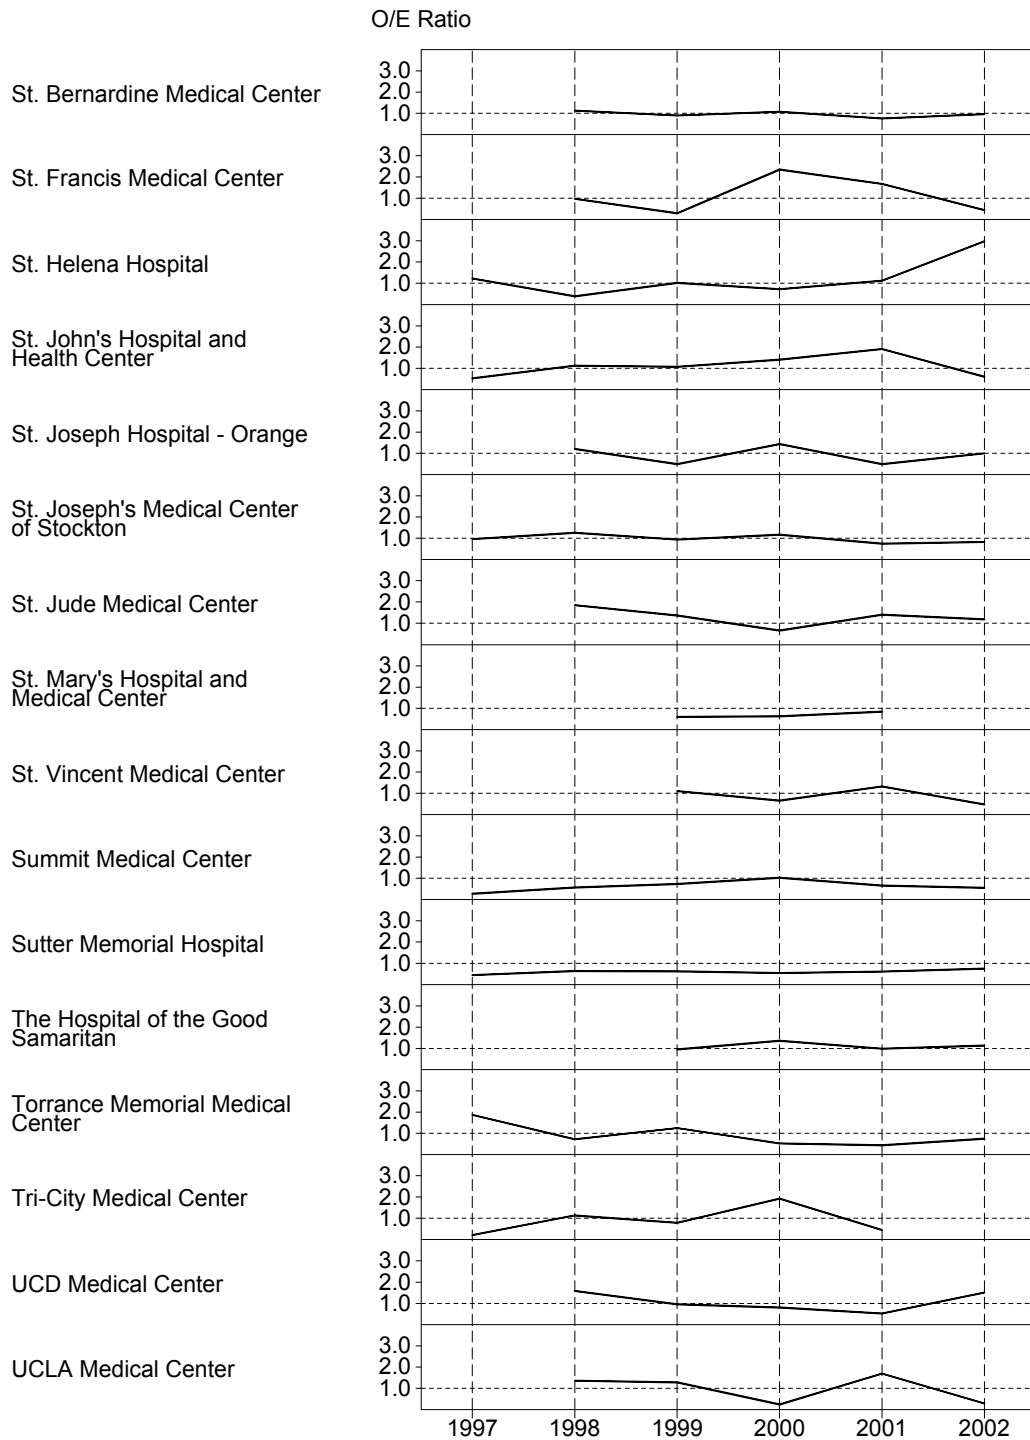 O/E Ratio
3.0
St. Bernardine Medical Center 2.0
1.0
3.0
St. Francis Medical Center 2.0
1.0
3.0
St. Helena Hospital 2.0
1.0
3.0
St. John's Hospital and 2.0
Health Center 1.0
3.0
St. Joseph Hospital - Orange 2.0
1.0
3.0
St. Joseph's Medical Center 2.0
of Stockton 1.0
3.0
St. Jude Medical Center 2.0
1.0
3.0
St. Mary's Hospital and 2.0
Medical Center 1.0
3.0
St. Vincent Medical Center 2.0
1.0
3.0
Summit Medical Center 2.0
1.0
3.0
Sutter Memorial Hospital 2.0
1.0
3.0
The Hospital of the Good 2.0
Samaritan 1.0
3.0
Torrance Memorial Medical 2.0
Center 1.0
3.0
Tri-City Medical Center 2.0
1.0
3.0
UCD Medical Center 2.0
1.0
3.0
UCLA Medical Center 2.0
1.0
1997 1998 1999 2000 2001 2002